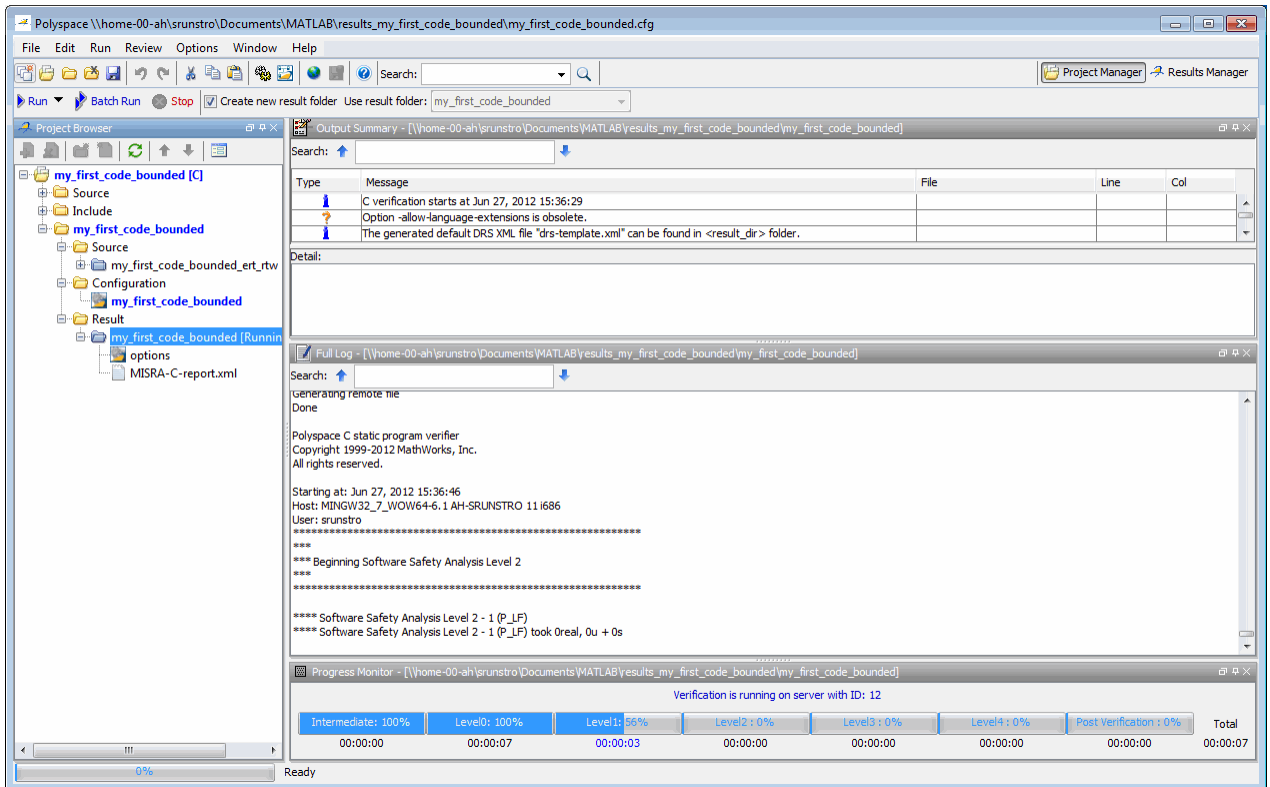 Polyspace \\home-00-ah\srunstro\Documents\MATLAB\results_my_first_code_bounded\my_first_code_bounded.cfg
File Edit Run Review Options Window Help
Search:
Project Manager Results Manager
Run Batch Run Stop Create new result folder Use result folder: my_first_code_bounded
Project Browser
my_first_code_bounded [C]
Source
Include
my_first_code_bounded
Source
my_first_code_bounded_ert_rtw
Configuration
my_first_code_bounded
Result
my_first_code_bounded [Runnin
options
MISRA-C-report.xml
Output Summary - [\\home-00-ah\srunstro\Documents\MATLAB\results_my_first_code_bounded\my_first_code_bounded]
Search:
Type Message File Line Col
C verification starts at Jun 27, 2012 15:36:29
Option -allow-language-extensions is obsolete.
The generated default DRS XML file "drs-template.xml" can be found in <result_dir> folder.
Detail:
Full Log - [\\home-00-ah\srunstro\Documents\MATLAB\results_my_first_code_bounded\my_first_code_bounded]
Search:
Generating remote file
Done
Polyspace C static program verifier
Copyright 1999-2012 MathWorks, Inc.
All rights reserved.
Starting at: Jun 27, 2012 15:36:46
Host: MINGW32_7_WOW64-6.1 AH-SRUNSTRO 11 i686
User: srunstro
**********************************************************
***
*** Beginning Software Safety Analysis Level 2
***
**********************************************************
**** Software Safety Analysis Level 2 - 1 (P_LF)
**** Software Safety Analysis Level 2 - 1 (P_LF) took 0real, 0u + 0s
Progress Monitor - [\\home-00-ah\srunstro\Documents\MATLAB\results_my_first_code_bounded\my_first_code_bounded]
Verification is running on server with ID: 12
Intermediate: 100% Level0: 100% Level1: 56% Level2 : 0% Level3 : 0% Level4 : 0% Post Verification : 0% Total
00:00:00 00:00:07 00:00:03 00:00:00 00:00:00 00:00:00 00:00:00 00:00:07
0% Ready